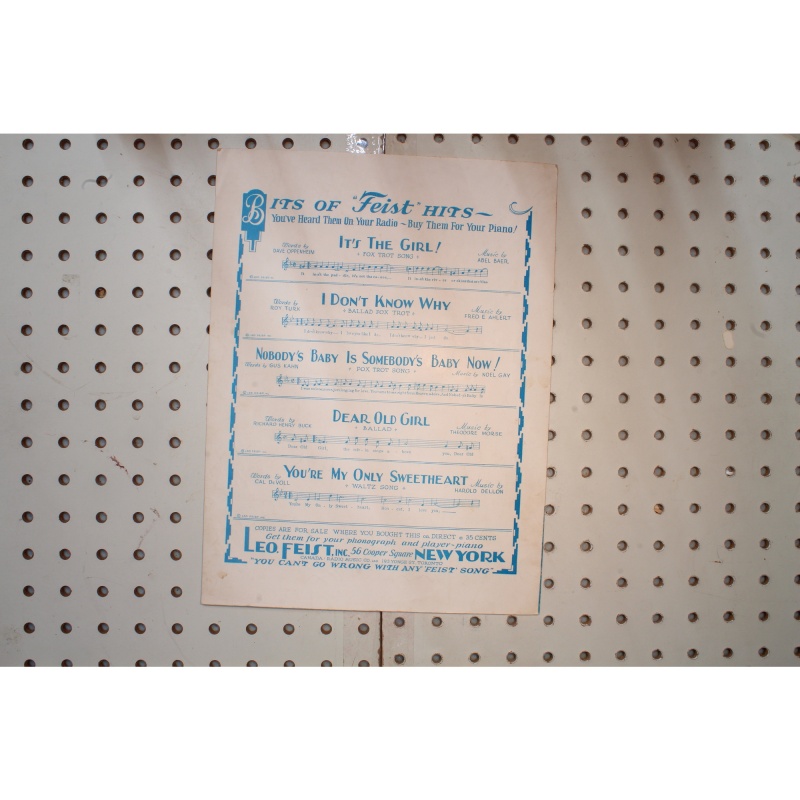 BITS OF "Feist" HITS~
You've Heard Them On Your Radio ~ Buy Them For Your Piano!
IT'S THE GIRL!
Words by DAVE OPPENHEIM
• FOX TROT SONG •
Music by ABEL BAER
I DON'T KNOW WHY
Words by ROY TURK
• BALLAD FOX TROT •
Music by FRED E. AHLERT
NOBODY'S BABY IS SOMEBODY'S BABY NOW!
Words by GUS KAHN
• FOX TROT SONG •
Music by
DEAR OLD GIRL
Words by RICHARD HENRY BUCK
• BALLAD •
Music by THEODORE MORSE
YOU'RE MY ONLY SWEETHEART
Words by CAL DeVOLL
• WALTZ SONG •
Music by HAROLD DELLON
COPIES ARE FOR SALE WHERE YOU BOUGHT THIS OR DIRECT @ 35 CENTS
Get them for your phonograph and player-piano
LEO. FEIST, INC. 56 Cooper Square NEW YORK
"YOU CAN'T GO WRONG WITH ANY 'FEIST' SONG"